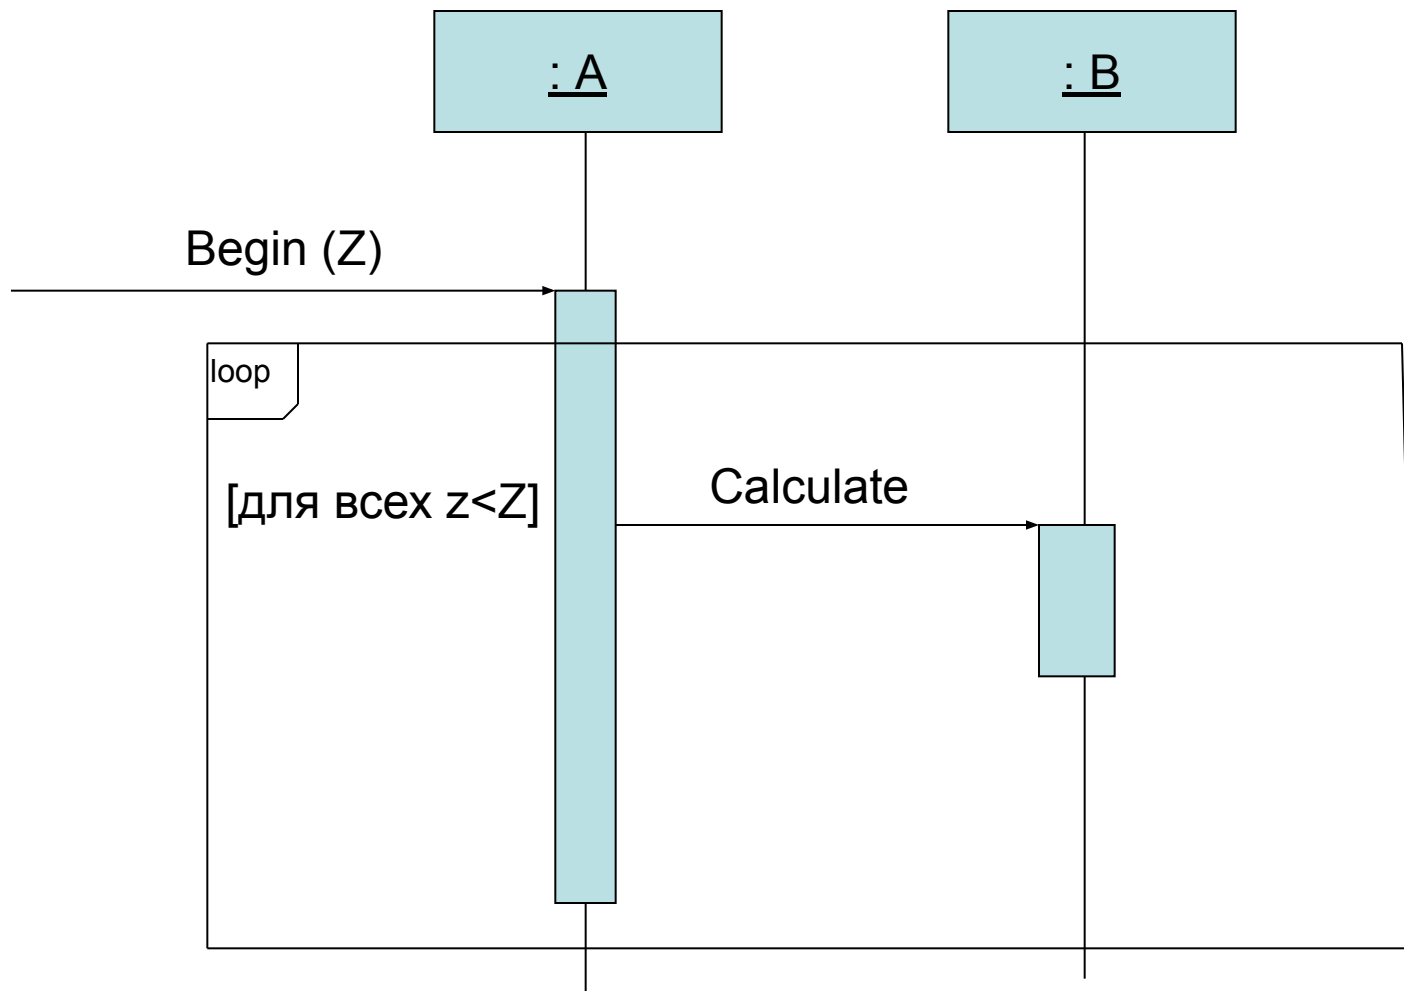 : A
: B
Begin (Z)
loop
[для всех z<Z]
Calculate